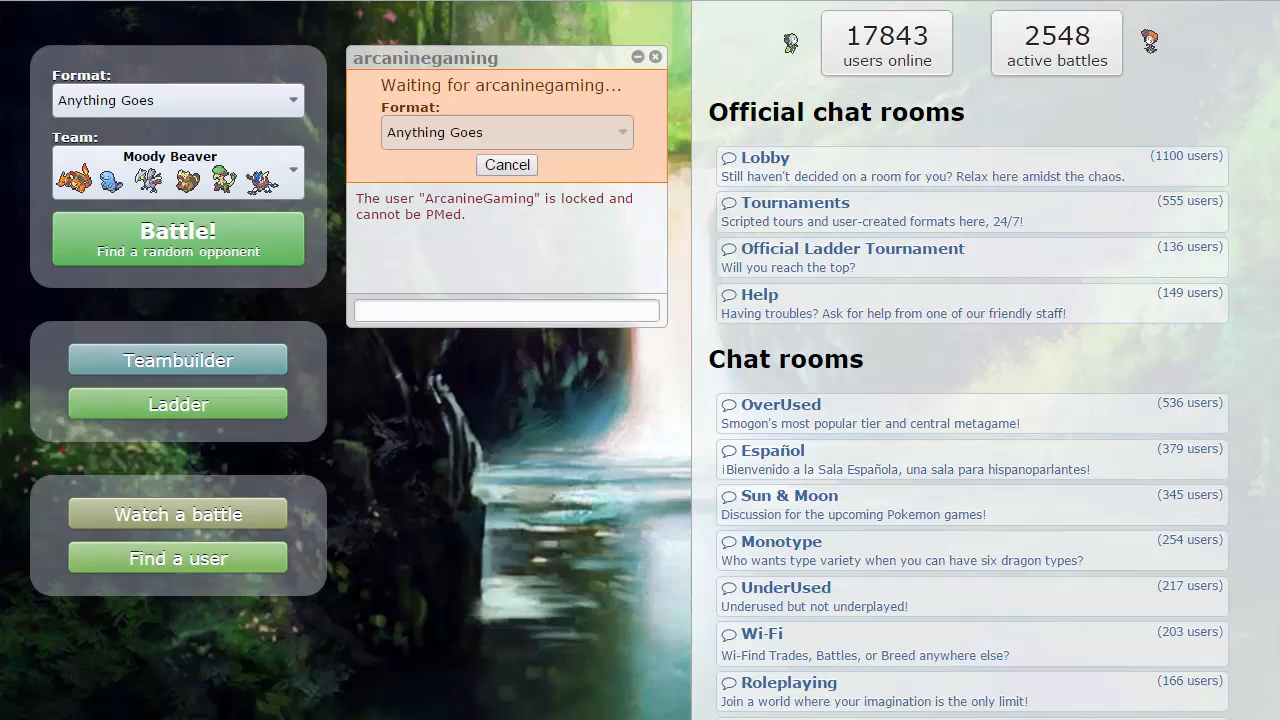 Format:
Anything Goes
Team:
Moody Beaver
Battle!
Find a random opponent
Teambuilder
Ladder
Watch a battle
Find a user
arcaninegaming
Waiting for arcaninegaming...
Format:
Anything Goes
Cancel
The user "ArcanineGaming" is locked and
cannot be PMed.
17843
users online
2548
active battles
Official chat rooms
Lobby (1100 users)
Still haven't decided on a room for you? Relax here amidst the chaos.
Tournaments (555 users)
Scripted tours and user-created formats here, 24/7!
Official Ladder Tournament (136 users)
Will you reach the top?
Help (149 users)
Having troubles? Ask for help from one of our friendly staff!
Chat rooms
OverUsed (536 users)
Smogon's most popular tier and central metagame!
Español (379 users)
¡Bienvenido a la Sala Española, una sala para hispanoparlantes!
Sun & Moon (345 users)
Discussion for the upcoming Pokemon games!
Monotype (254 users)
Who wants type variety when you can have six dragon types?
UnderUsed (217 users)
Underused but not underplayed!
Wi-Fi (203 users)
Wi-Find Trades, Battles, or Breed anywhere else?
Roleplaying (166 users)
Join a world where your imagination is the only limit!